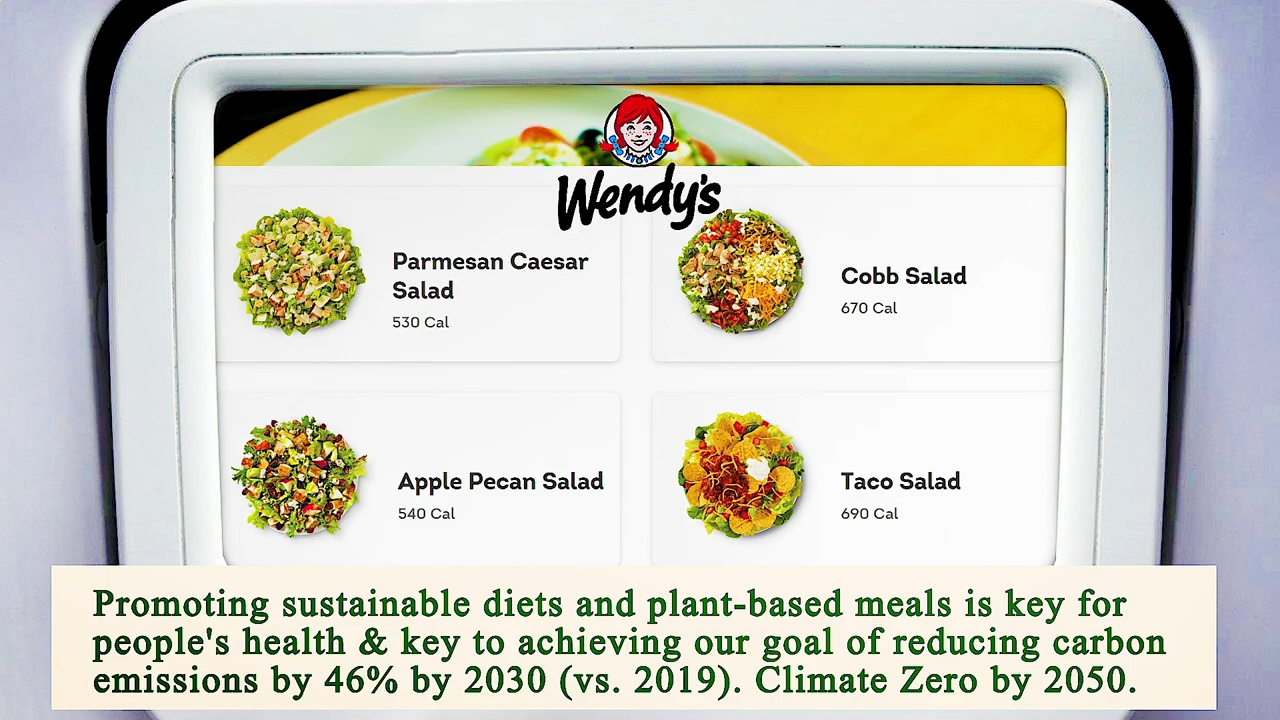 Wendy's
Parmesan Caesar
Salad
530 Cal
Cobb Salad
670 Cal
Apple Pecan Salad
540 Cal
Taco Salad
690 Cal
Promoting sustainable diets and plant-based meals is key for
people's health & key to achieving our goal of reducing carbon
emissions by 46% by 2030 (vs. 2019). Climate Zero by 2050.